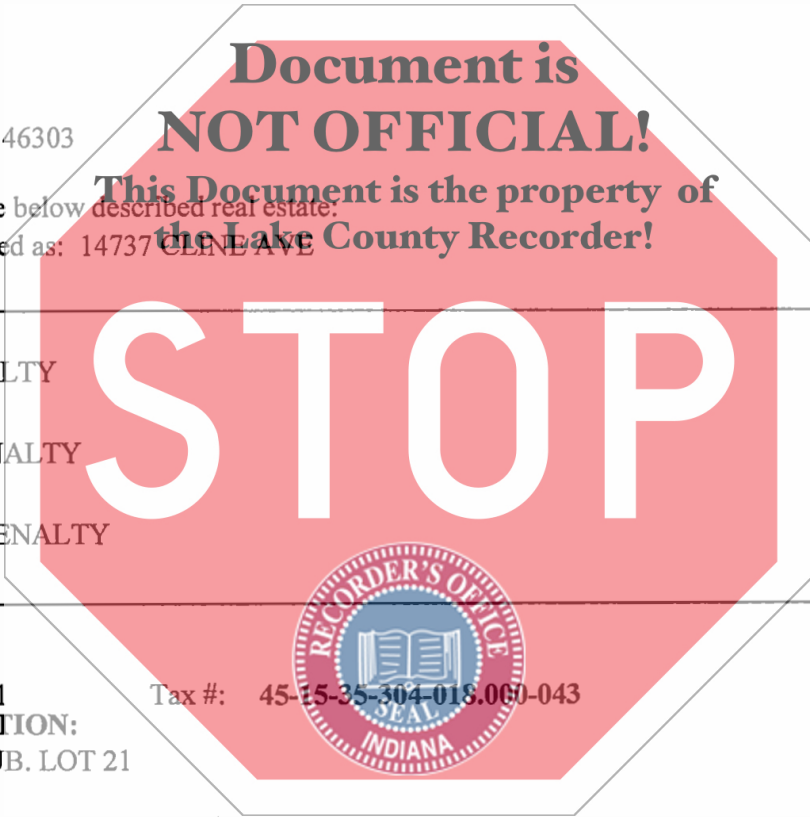 Document is
NOT OFFICIAL!
46303
This Document is the property of
below described real estate:
the Lake County Recorder!
ed as: 14737 CLINE AVE
STOP
LTY
ALTY
ENALTY
RECORDER'S OFFICE
SEAL
INDIANA
Tax #: 45-15-35-304-018.000-043
TION:
B. LOT 21